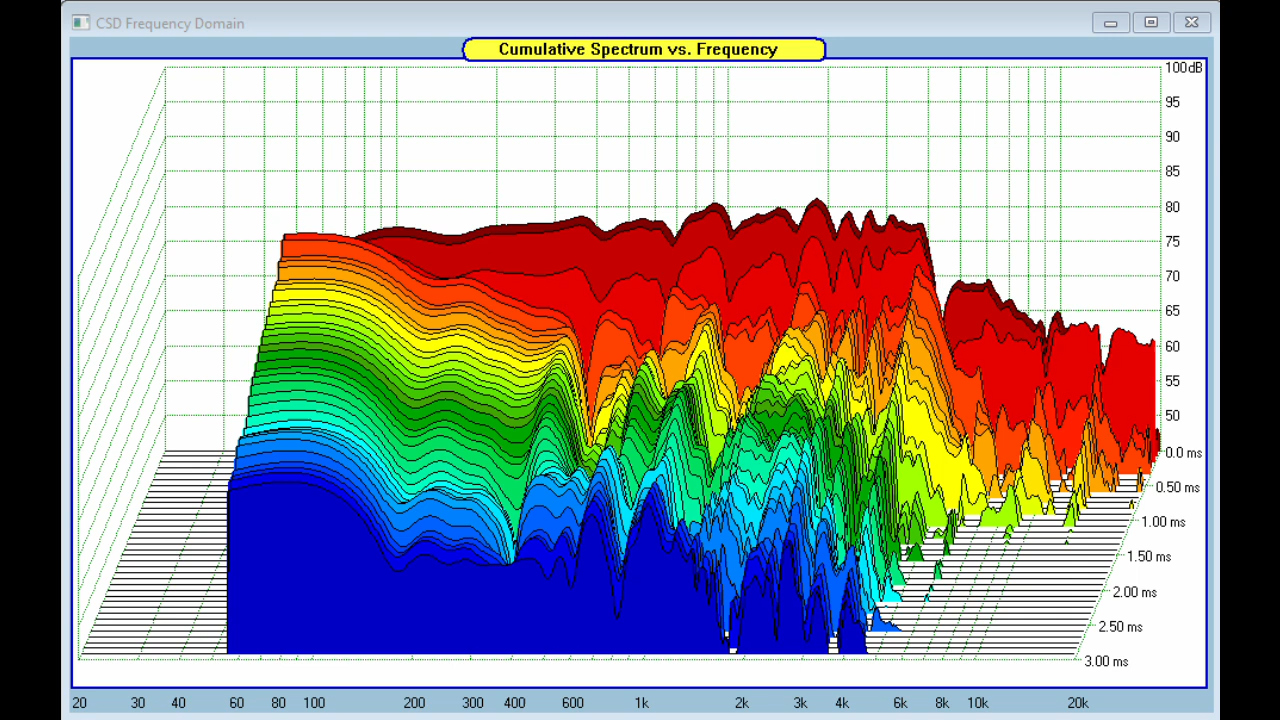 CSD Frequency Domain
Cumulative Spectrum vs. Frequency
100dB
95
90
85
80
75
70
65
60
55
50
0.0 ms
0.50 ms
1.00 ms
1.50 ms
2.00 ms
2.50 ms
3.00 ms
20 30 40 60 80 100 200 300 400 600 1k 2k 3k 4k 6k 8k 10k 20k